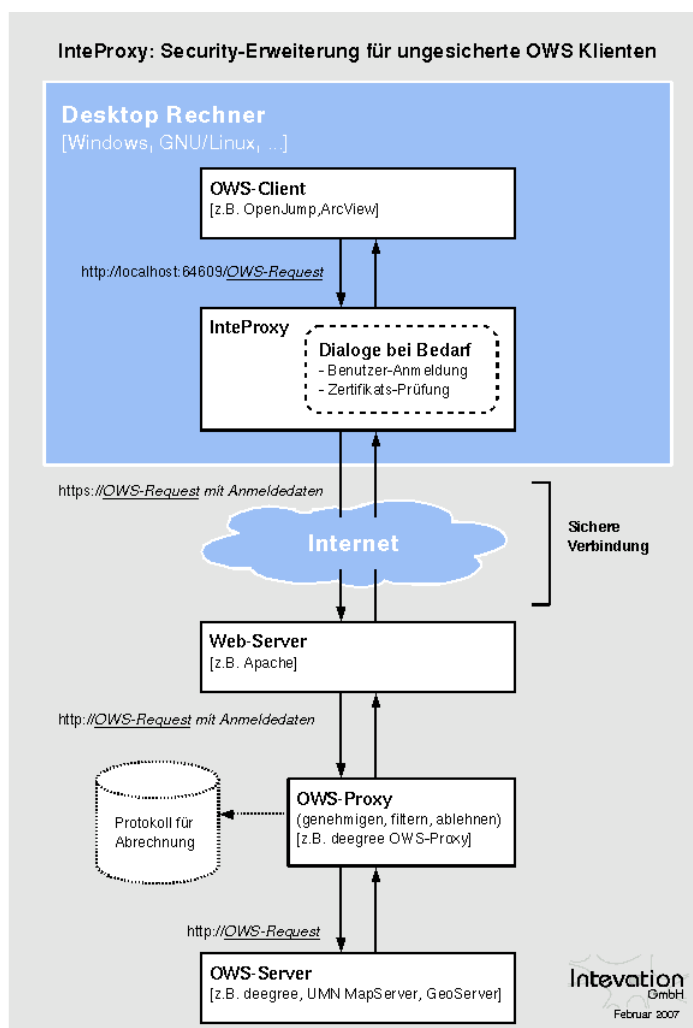 InteProxy: Security-Erweiterung für ungesicherte OWS Klienten
Desktop Rechner
[Windows, GNU/Linux, ...]
OWS-Client
[z.B. OpenJump,ArcView]
http://localhost:64609/OWS-Request
InteProxy
Dialoge bei Bedarf
- Benutzer-Anmeldung
- Zertifikats-Prüfung
https://OWS-Request mit Anmeldedaten
Internet
Sichere
Verbindung
Web-Server
[z.B. Apache]
http://OWS-Request mit Anmeldedaten
OWS-Proxy
(genehmigen, filtern, ablehnen)
[z.B. deegree OWS-Proxy]
Protokoll für
Abrechnung
http://OWS-Request
OWS-Server
[z.B. deegree, UMN MapServer, GeoServer]
Intevation
GmbH
Februar 2007